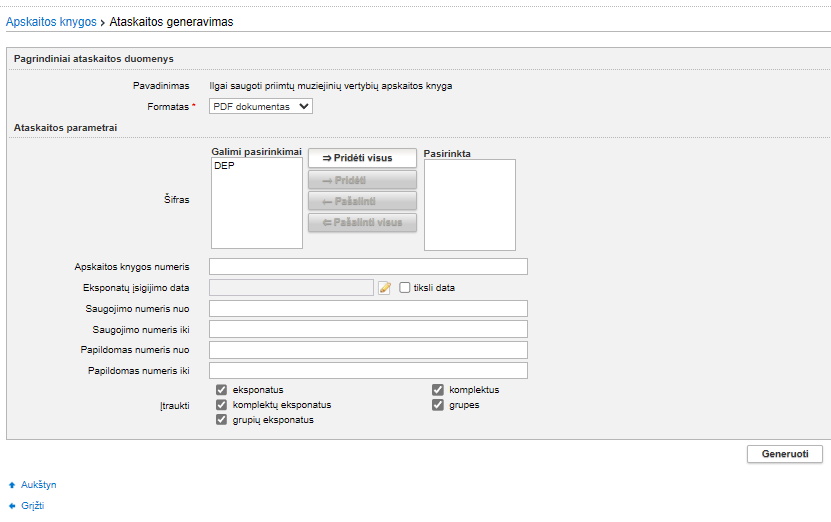 Apskaitos knygos > Ataskaitos generavimas
Pagrindiniai ataskaitos duomenys
Pavadinimas Ilgai saugoti priimtų muziejinių vertybių apskaitos knyga
Formatas * PDF dokumentas
Ataskaitos parametrai
Galimi pasirinkimai
DEP
⇒ Pridėti visus
→ Pridėti
← Pašalinti
⇐ Pašalinti visus
Pasirinkta
Šifras
Apskaitos knygos numeris
Eksponatų įsigijimo data tiksli data
Saugojimo numeris nuo
Saugojimo numeris iki
Papildomas numeris nuo
Papildomas numeris iki
Įtraukti
eksponatus komplektus
komplektų eksponatus grupes
grupių eksponatus
Generuoti
Aukštyn
Grįžti